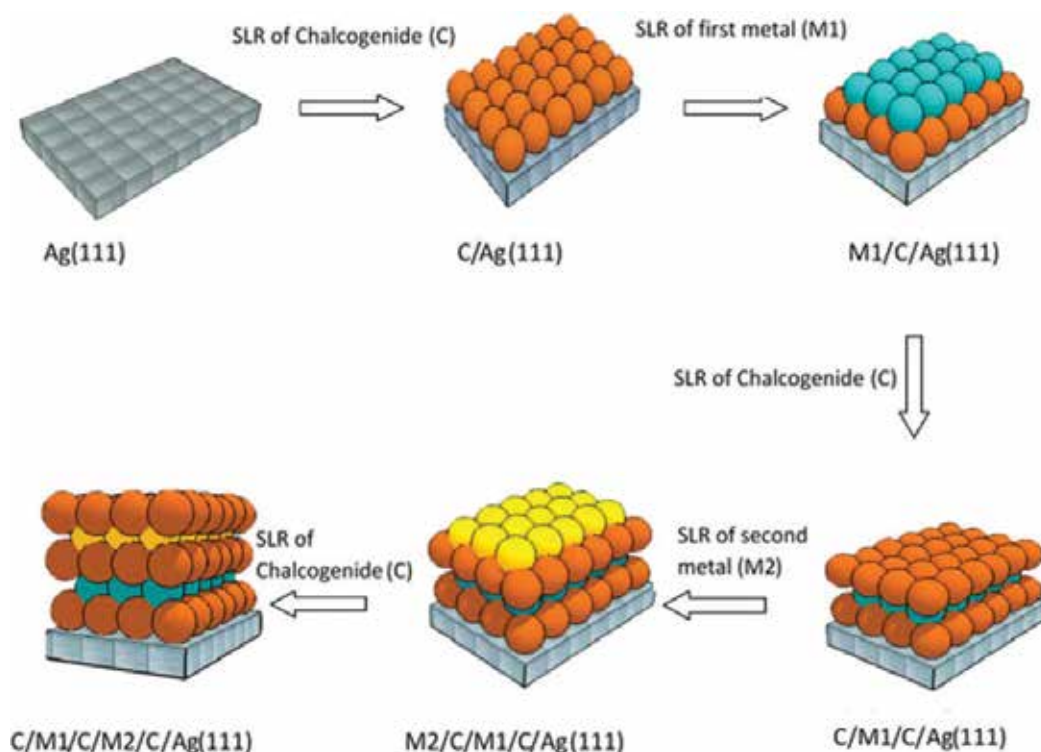 SLR of Chalcogenide (C)
SLR of first metal (M1)
Ag(111)
C/Ag(111)
M1/C/Ag(111)
SLR of Chalcogenide (C)
SLR of
Chalcogenide (C)
SLR of second
metal (M2)
C/M1/C/M2/C/Ag(111)
M2/C/M1/C/Ag(111)
C/M1/C/Ag(111)